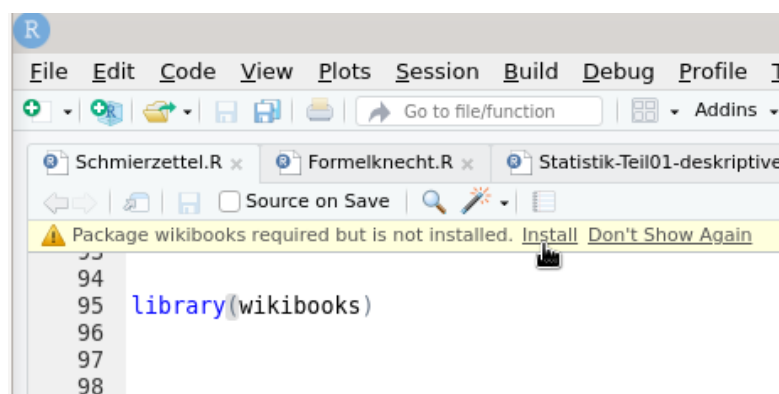 R
File Edit Code View Plots Session Build Debug Profile
Go to file/function Addins
Schmierzettel.R Formelknecht.R Statistik-Teil01-deskriptive
Source on Save
Package wikibooks required but is not installed. Install Don't Show Again
94
95 library(wikibooks)
96
97
98